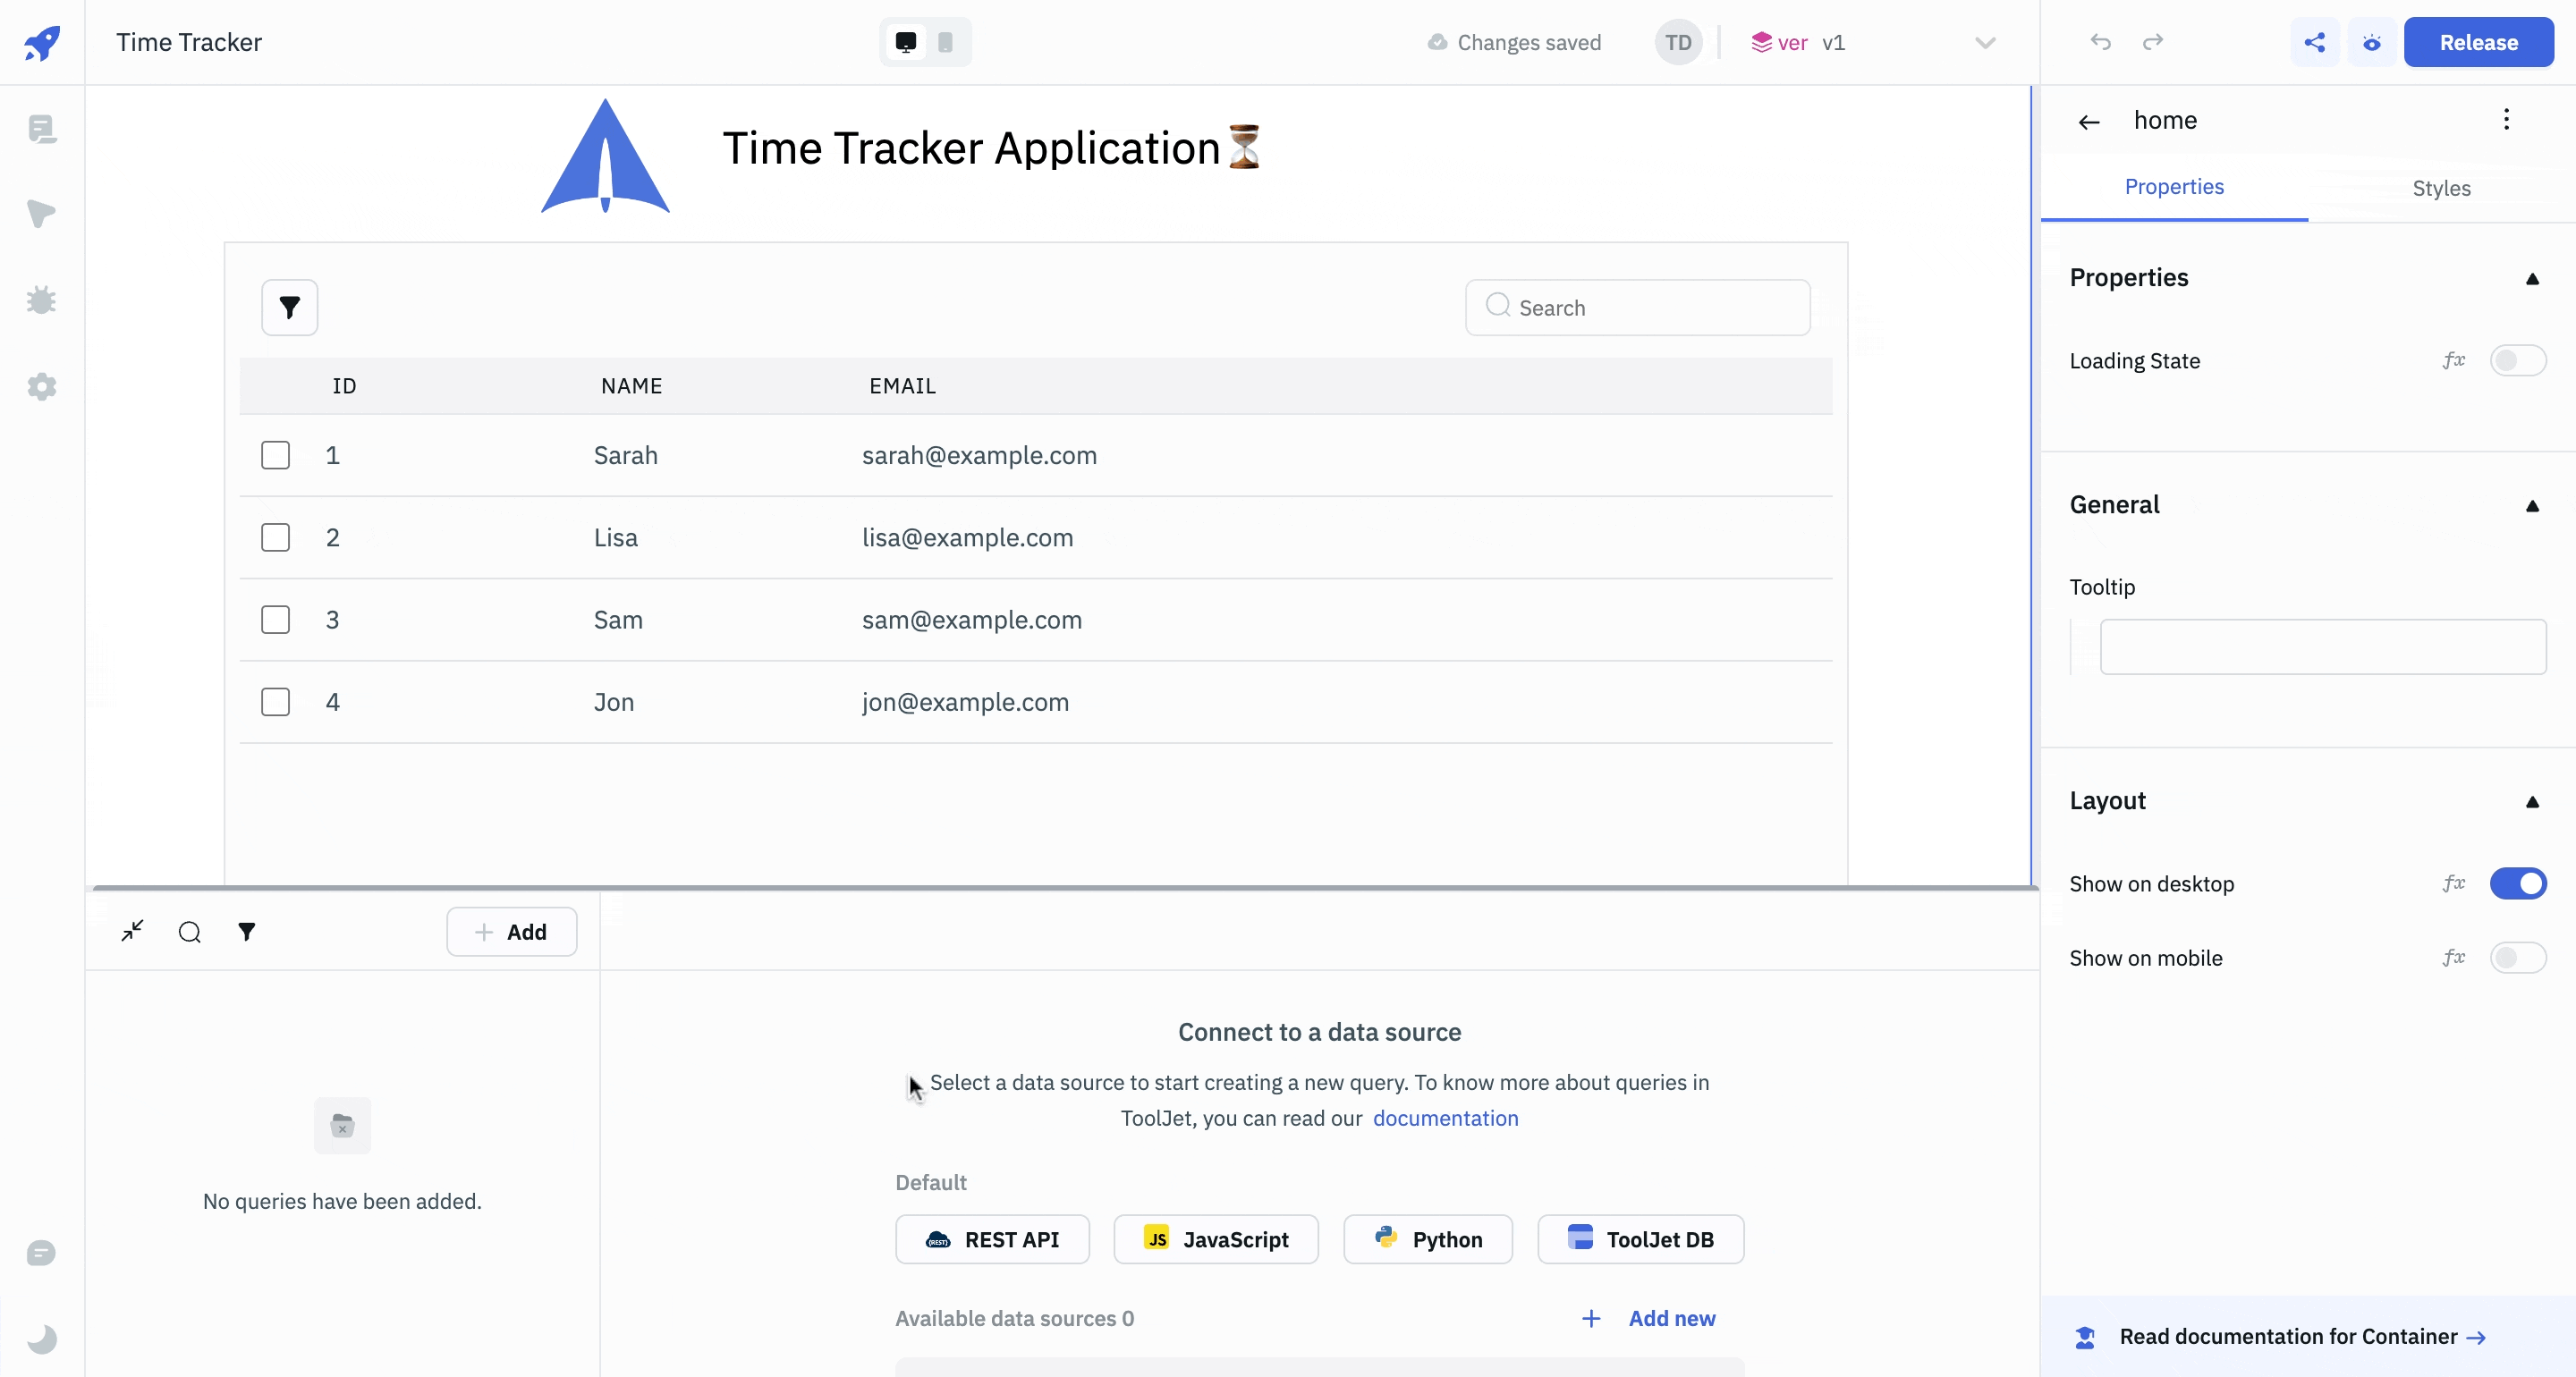 Time Tracker
Changes saved
TD
ver v1
Release
Time Tracker Application⏳
Search
ID NAME EMAIL
1 Sarah sarah@example.com
2 Lisa lisa@example.com
3 Sam sam@example.com
4 Jon jon@example.com
Add
No queries have been added.
Connect to a data source
Select a data source to start creating a new query. To know more about queries in
ToolJet, you can read our documentation
Default
REST REST API JS JavaScript Python ToolJet DB
Available data sources 0 + Add new
home
Properties Styles
Properties
Loading State fx
General
Tooltip
Layout
Show on desktop fx
Show on mobile fx
Read documentation for Container →